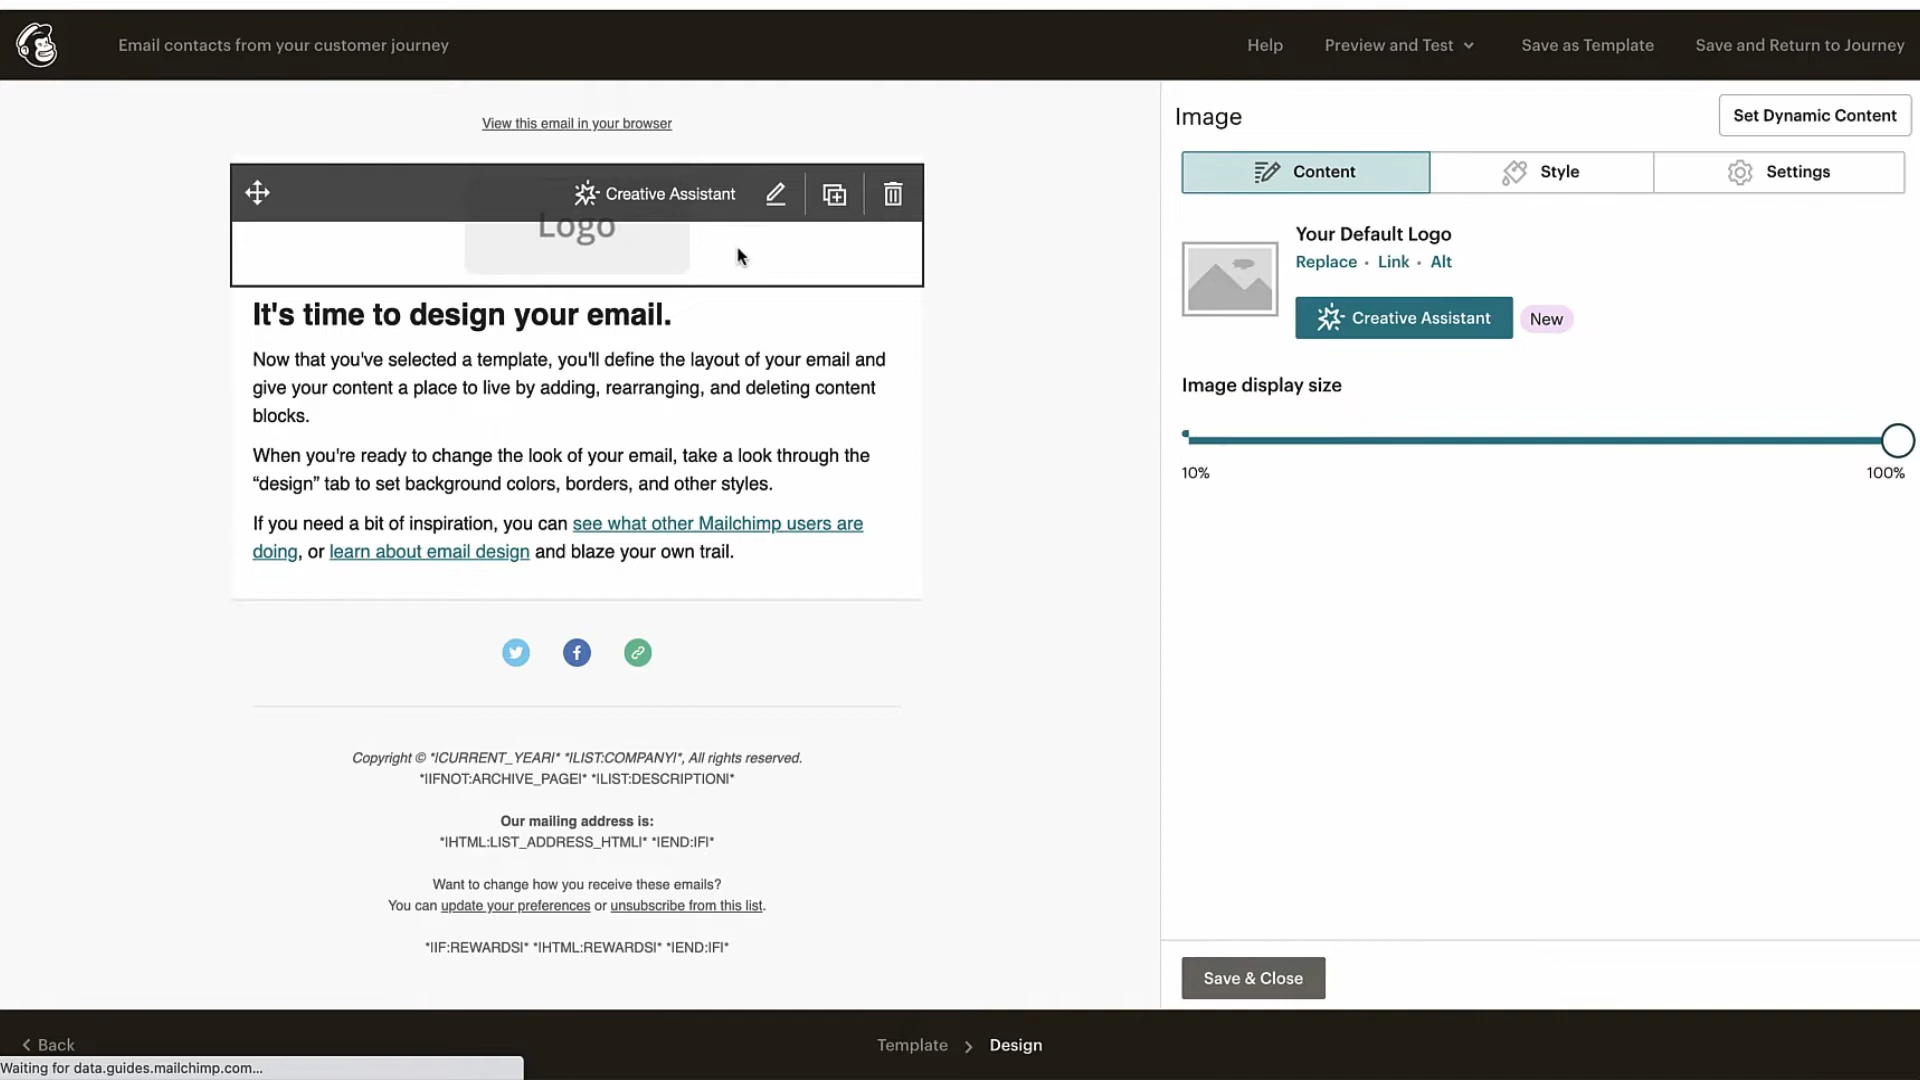 Email contacts from your customer journey
Help
Preview and Test
Save as Template
Save and Return to Journey
View this email in your browser
Creative Assistant
Logo
It's time to design your email.
Now that you've selected a template, you'll define the layout of your email and
give your content a place to live by adding, rearranging, and deleting content
blocks.
When you're ready to change the look of your email, take a look through the
“design” tab to set background colors, borders, and other styles.
If you need a bit of inspiration, you can see what other Mailchimp users are
doing, or learn about email design and blaze your own trail.
Copyright © *|CURRENT_YEAR|* *|LIST:COMPANY|*, All rights reserved.
*|IFNOT:ARCHIVE_PAGE|* *|LIST:DESCRIPTION|*
Our mailing address is:
*|HTML:LIST_ADDRESS_HTML|* *|END:IF|*
Want to change how you receive these emails?
You can update your preferences or unsubscribe from this list.
*|IF:REWARDS|* *|HTML:REWARDS|* *|END:IF|*
Image
Set Dynamic Content
Content
Style
Settings
Your Default Logo
Replace • Link • Alt
Creative Assistant
New
Image display size
10%
100%
Save & Close
Back
Template
Design
Waiting for data.guides.mailchimp.com...